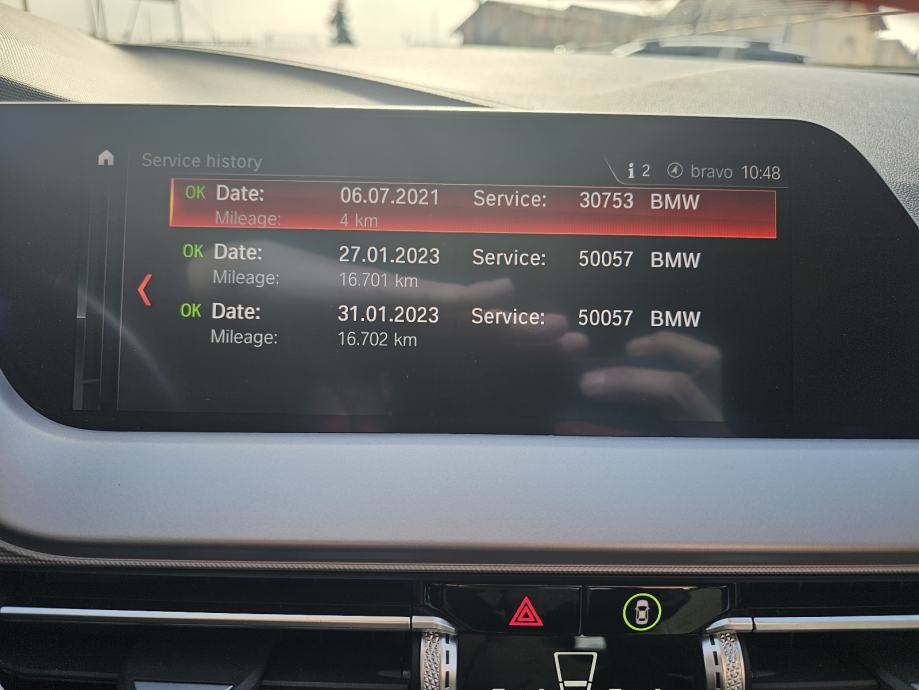 Service history
i 2 bravo 10:48
OK Date: 06.07.2021 Service: 30753 BMW
Mileage: 4 km
OK Date: 27.01.2023 Service: 50057 BMW
Mileage: 16.701 km
OK Date: 31.01.2023 Service: 50057 BMW
Mileage: 16.702 km